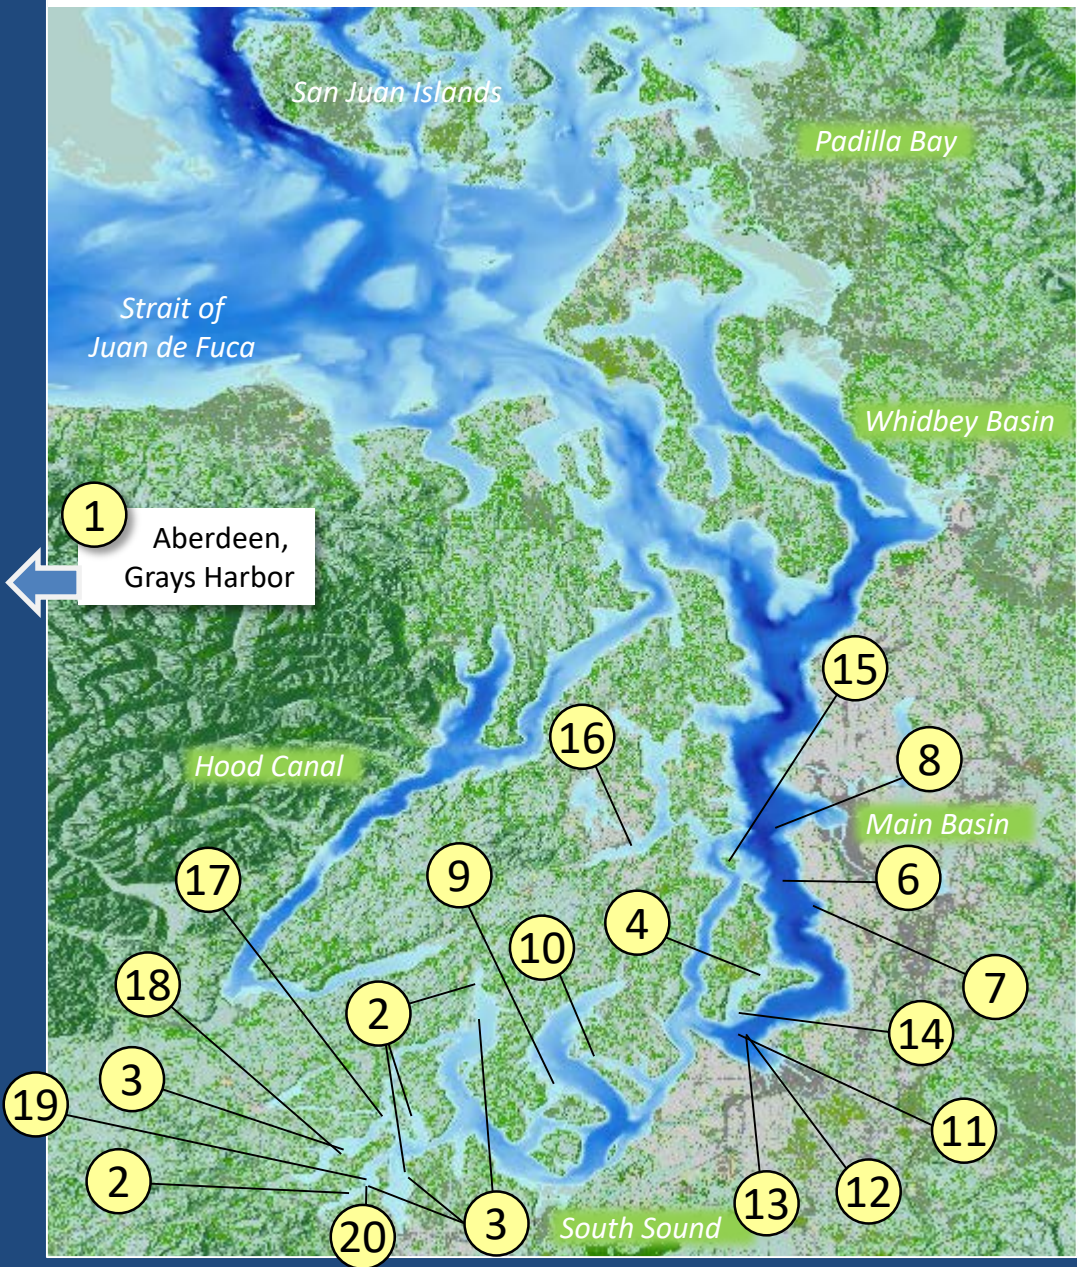 San Juan Islands
Padilla Bay
Strait of
Juan de Fuca
Whidbey Basin
1
Aberdeen,
Grays Harbor
15
16
8
Hood Canal
Main Basin
17
9
6
4
10
18
7
2
14
3
19
11
2
12
13
3
20
South Sound